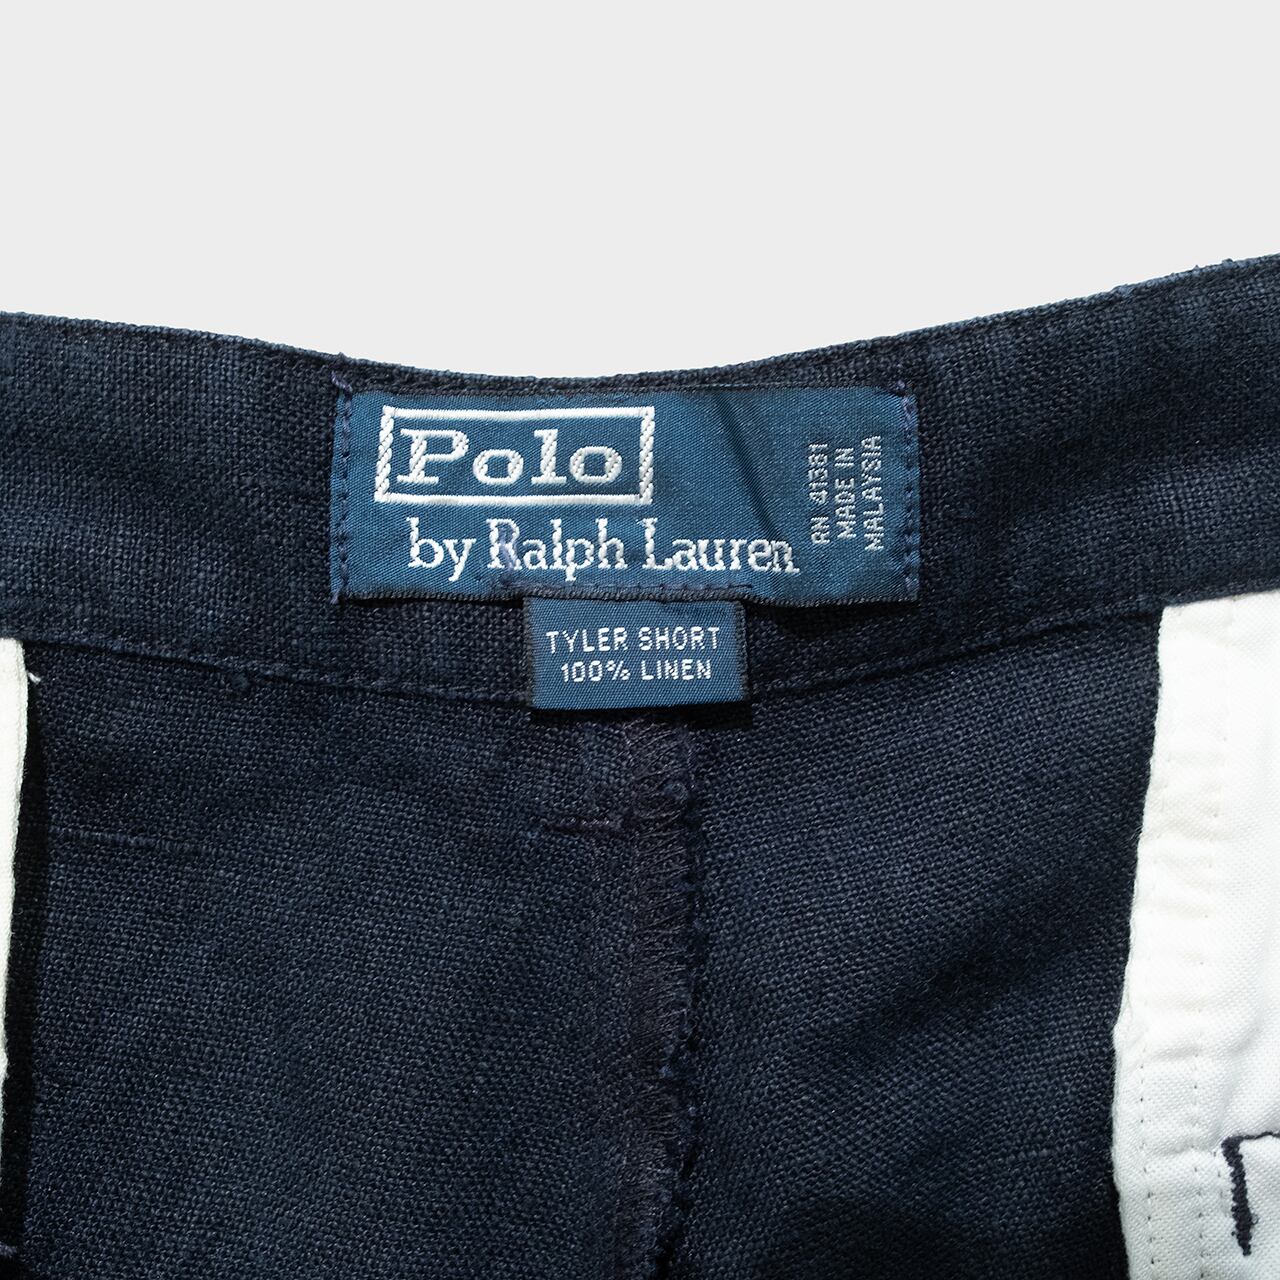 Polo
by Ralph Lauren
RN 41381
MADE IN
MALAYSIA
TYLER SHORT
100% LINEN